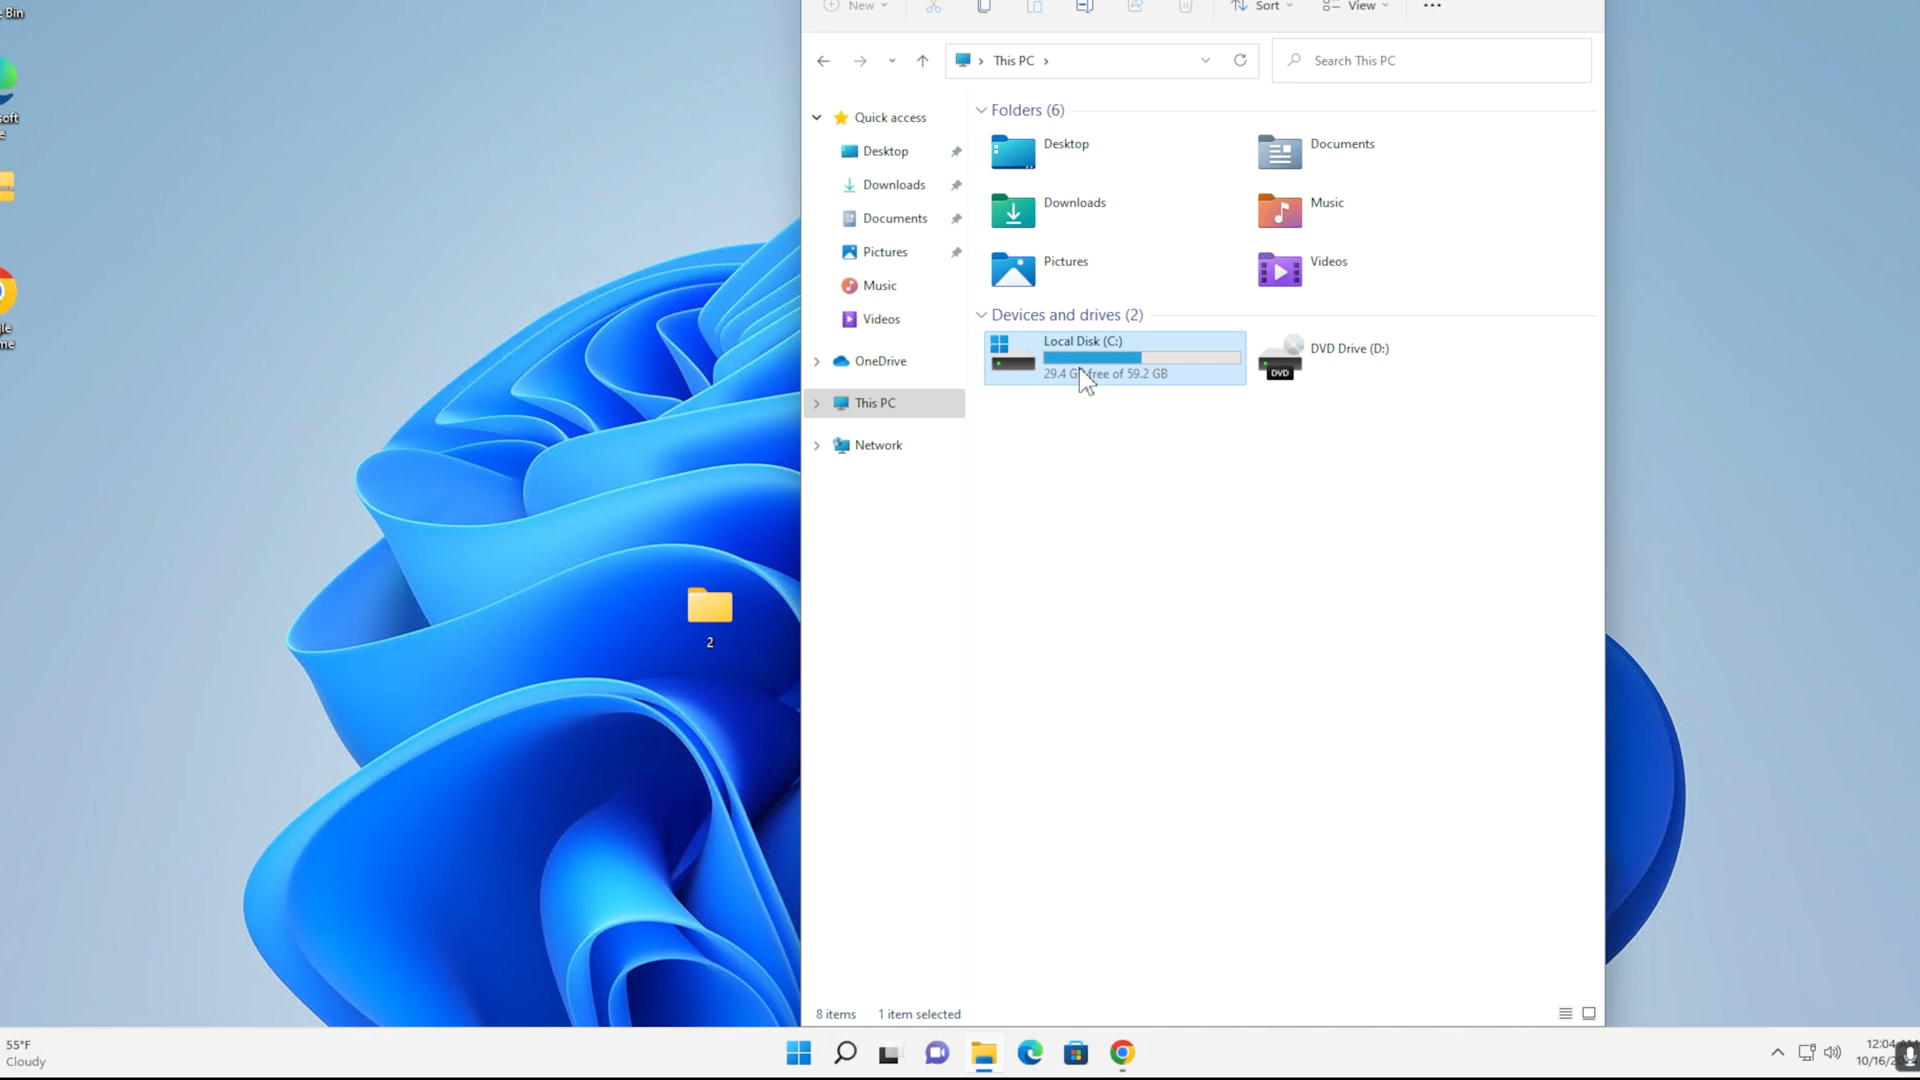 e Bin
New
Sort
View
This PC
Search This PC
soft
e
Quick access
Desktop
Downloads
Documents
Pictures
Music
Videos
OneDrive
This PC
Network
Folders (6)
Desktop
Documents
Downloads
Music
Pictures
Videos
Devices and drives (2)
Local Disk (C:)
29.4 G free of 59.2 GB
DVD Drive (D:)
DVD
le
me
2
8 items
1 item selected
55°F
Cloudy
12:04
10/16/2